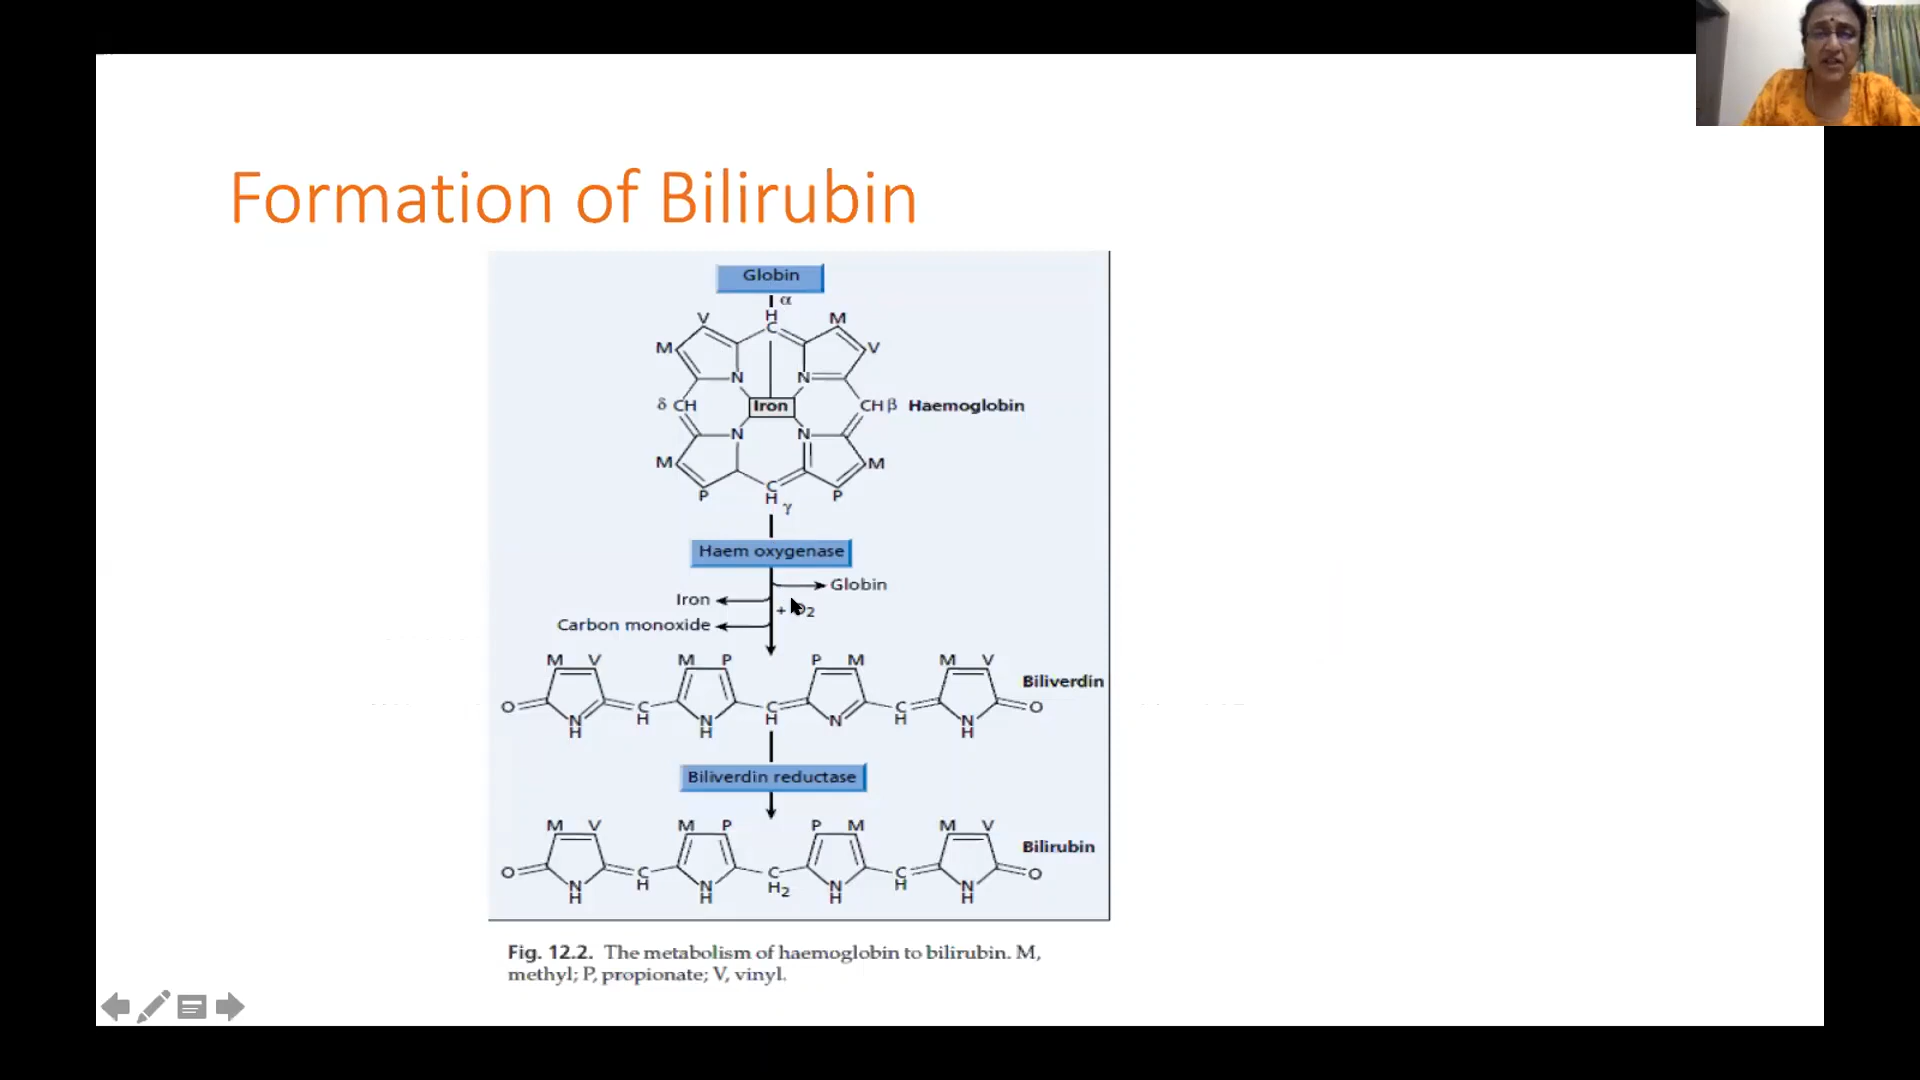 Formation of Bilirubin
Globin
α
H
C
V
M
M
V
N
N
δ CH
Iron
CH β
Haemoglobin
N
N
M
M
P
C
H
γ
P
Haem oxygenase
Globin
Iron
+ O2
Carbon monoxide
M V M P P M M V
Biliverdin
O C C C O
N N N N
H H H H H H
Biliverdin reductase
M V M P P M M V
Bilirubin
O C C C O
N H N H2 N H N
H H H H
Fig. 12.2. The metabolism of haemoglobin to bilirubin. M,
methyl; P, propionate; V, vinyl.